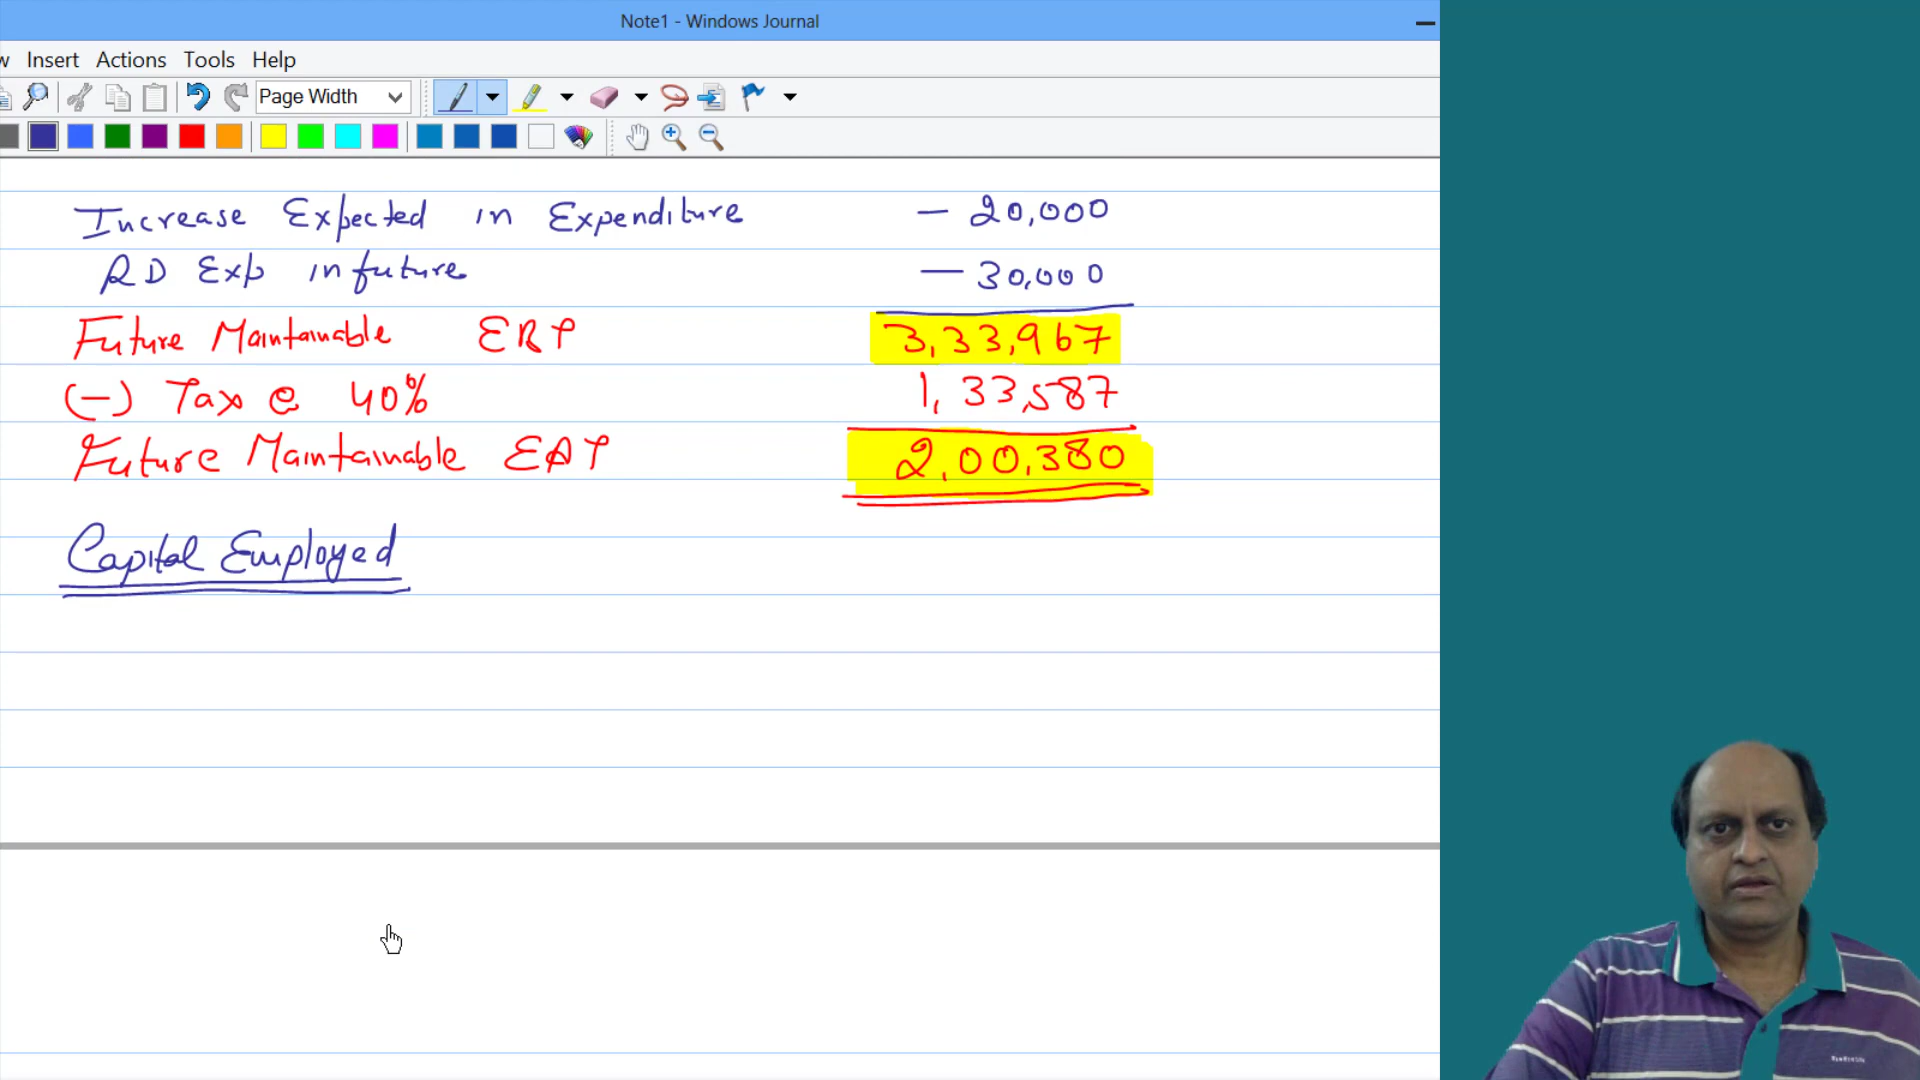 Note1 - Windows Journal
Insert Actions Tools Help
Page Width
Increase Expected in Expenditure - 20,000
RD Exp in future - 30,000
Future Maintainable EBT 3,33,967
(-) Tax @ 40% 1,33,587
Future Maintainable EAT 2,00,380
Capital Employed